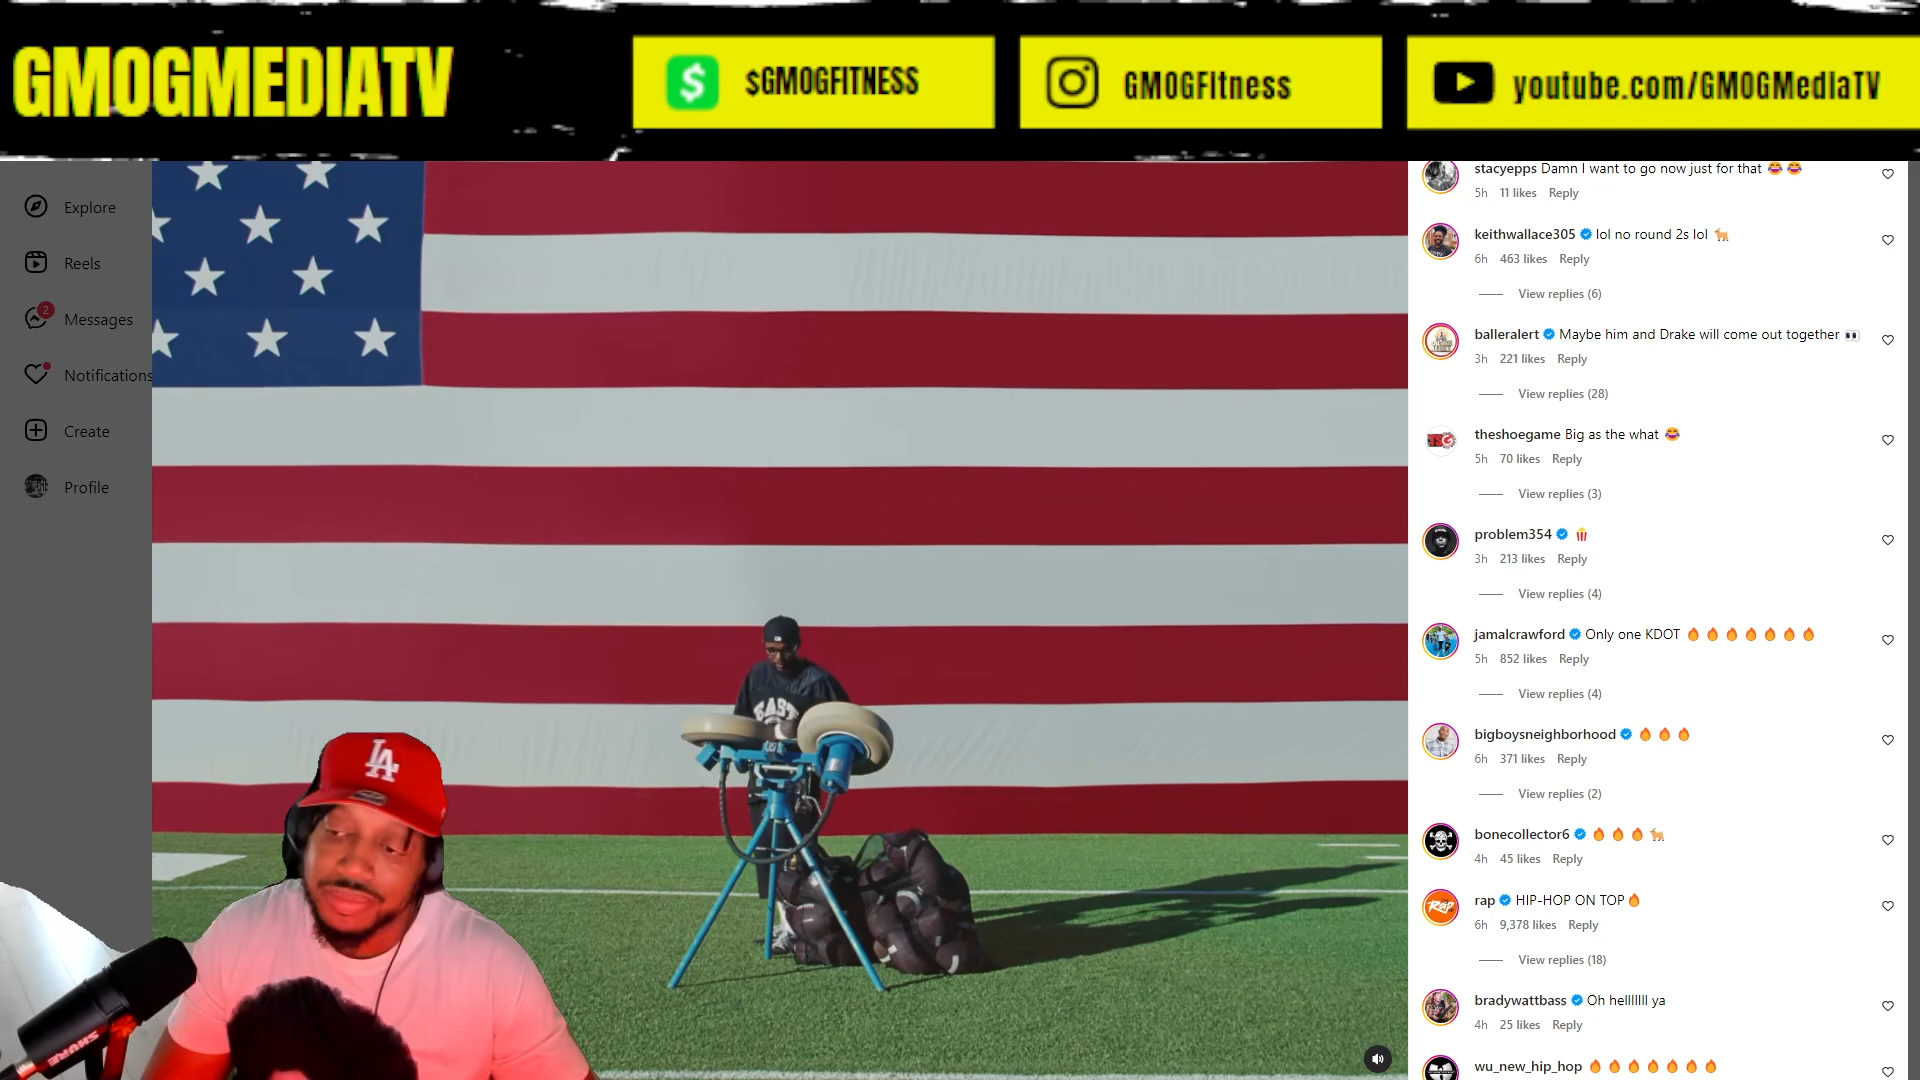 GMOGMEDIATV
$GMOGFITNESS
GMOGFItness
youtube.com/GMOGMedIaTV
Explore
Reels
2
Messages
Notifications
Create
Profile
LA
EAST
SHURE
stacyepps Damn I want to go now just for that 😂 😂
5h 11 likes Reply
keithwallace305 lol no round 2s lol 🐐
6h 463 likes Reply
View replies (6)
balleralert Maybe him and Drake will come out together 👀
3h 221 likes Reply
View replies (28)
theshoegame Big as the what 😂
5h 70 likes Reply
View replies (3)
problem354 🍿
3h 213 likes Reply
View replies (4)
jamalcrawford Only one KDOT 🔥 🔥 🔥 🔥 🔥 🔥 🔥
5h 852 likes Reply
View replies (4)
bigboysneighborhood 🔥 🔥 🔥
6h 371 likes Reply
View replies (2)
bonecollector6 🔥 🔥 🔥 🐐
4h 45 likes Reply
Rap
rap HIP-HOP ON TOP🔥
6h 9,378 likes Reply
View replies (18)
bradywattbass Oh helllllll ya
4h 25 likes Reply
wu_new_hip_hop 🔥 🔥 🔥 🔥 🔥 🔥 🔥